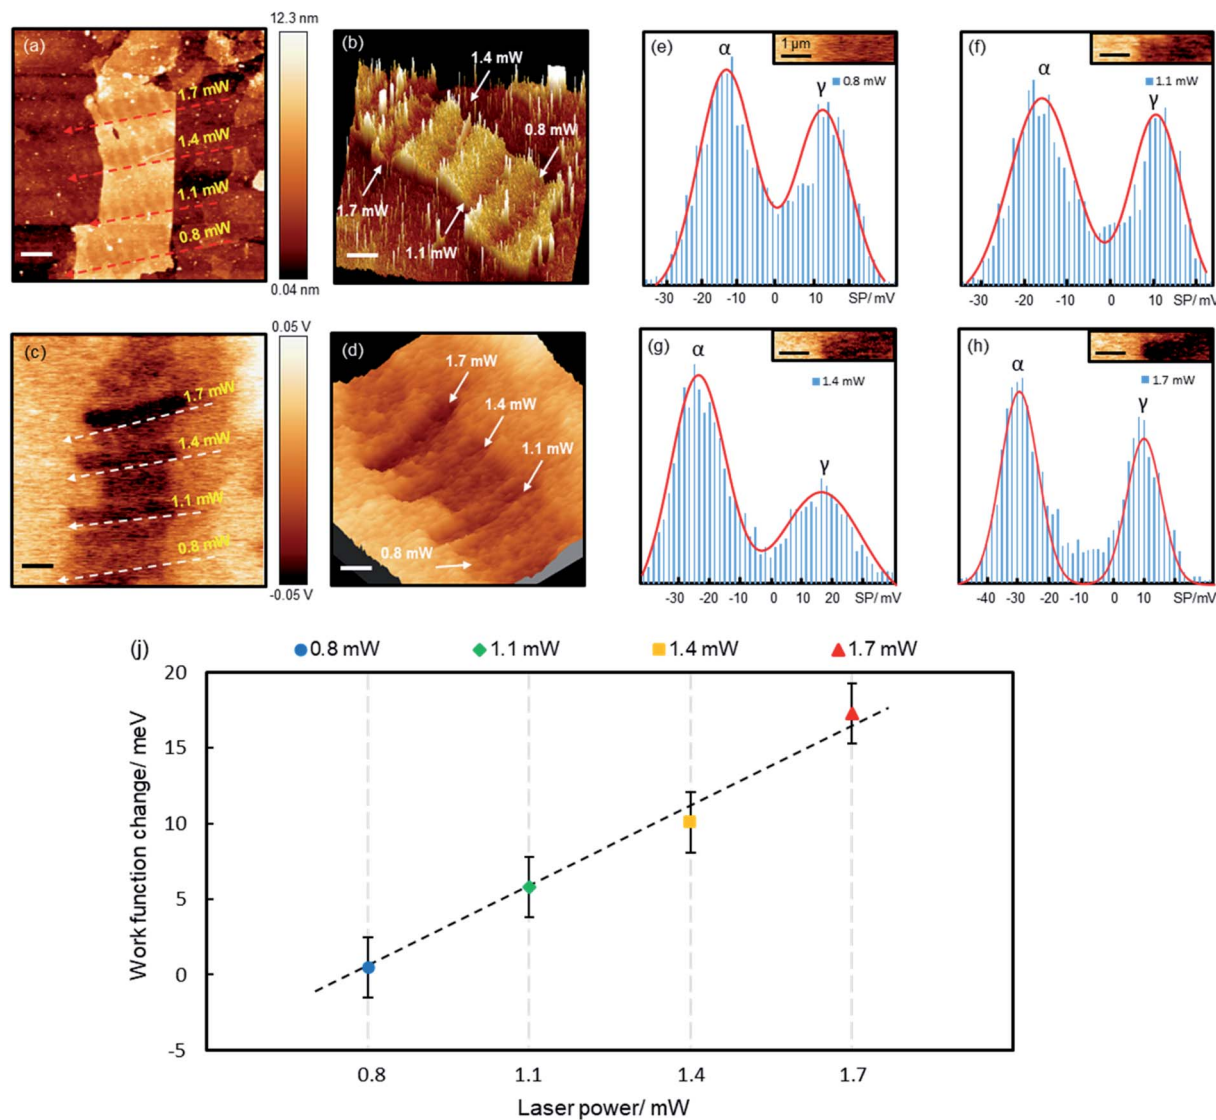 12.3 nm
(a)
1.7 mW
1.4 mW
1.1 mW
0.8 mW
0.04 nm
(b)
1.4 mW
0.8 mW
1.7 mW
1.1 mW
(c)
0.05 V
1.7 mW
1.4 mW
1.1 mW
0.8 mW
-0.05 V
(d)
1.7 mW
1.4 mW
1.1 mW
0.8 mW
(e)
α
1 μm
0.8 mW
γ
-30 -20 -10 0 10 SP/ mV
(f)
α
1.1 mW
γ
-30 -20 -10 0 10 SP/ mV
(g)
α
1.4 mW
γ
-30 -20 -10 0 10 20 SP/ mV
(h)
α
1.7 mW
γ
-40 -30 -20 -10 0 10 SP/mV
(j)
0.8 mW 1.1 mW 1.4 mW 1.7 mW
Work function change/ meV
20
15
10
5
0
-5
0.8 1.1 1.4 1.7
Laser power/ mW